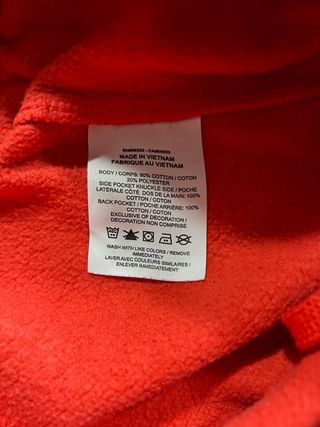 MADE IN VIETNAM
FABRIQUE AU VIETNAM
BODY / CORPS: 80% COTTON / COTON
20% POLYESTER
SIDE POCKET KNUCKLE SIDE / POCHE
LATERALE CÔTÉ DOS DE LA MAIN: 100%
COTTON / COTON
BACK POCKET / POCHE ARRIÈRE: 100%
COTTON / COTON
EXCLUSIVE OF DECORATION /
DECORATION NON COMPRISE
WASH WITH LIKE COLORS / REMOVE
IMMEDIATELY
LAVER AVEC COULEURS SIMILAIRES /
ENLEVER IMMEDIATEMENT